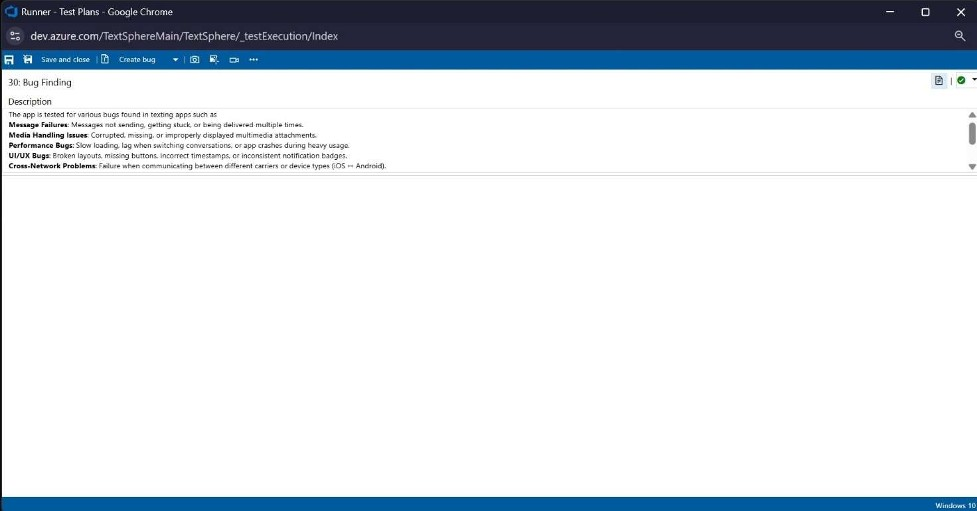 Runner - Test Plans - Google Chrome
dev.azure.com/TextSphereMain/TextSphere/_testExecution/Index
Save and close Create bug
30: Bug Finding
Description
The app is tested for various bugs found in texting apps such as
Message Failures: Messages not sending, getting stuck, or being delivered multiple times.
Media Handling Issues: Corrupted, missing, or improperly displayed multimedia attachments.
Performance Bugs: Slow loading, lag when switching conversations, or app crashes during heavy usage.
UI/UX Bugs: Broken layouts, missing buttons, incorrect timestamps, or inconsistent notification badges.
Cross-Network Problems: Failure when communicating between different carriers or device types (iOS ↔ Android).
Windows 10